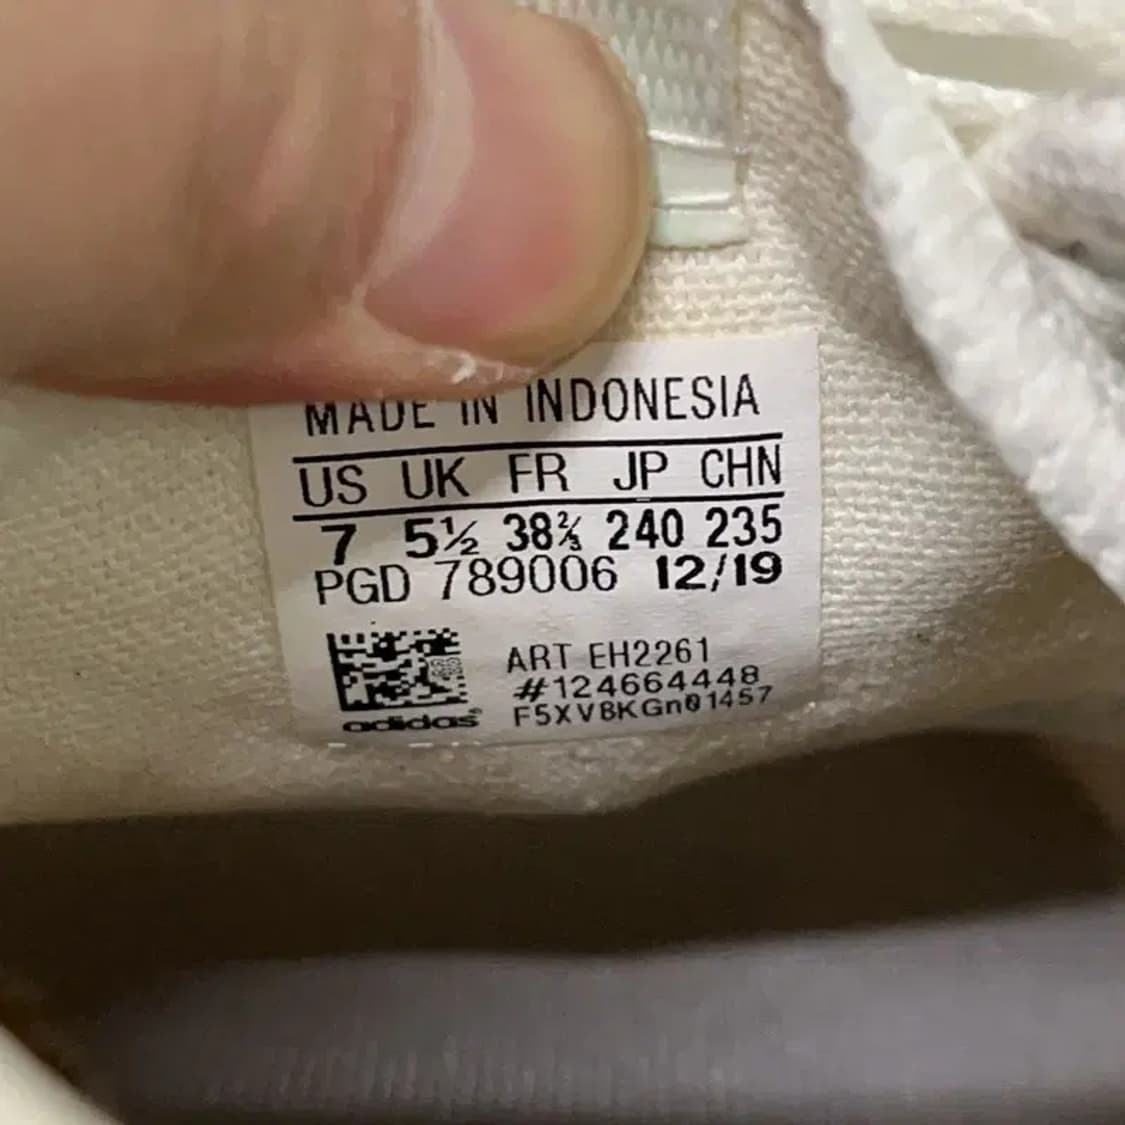 MADE IN INDONESIA
US UK FR JP CHN
7 5½ 38⅔ 240 235
PGD 789006 12/19
ART EH2261
#124664448
F5XVBKGn01457
adidas